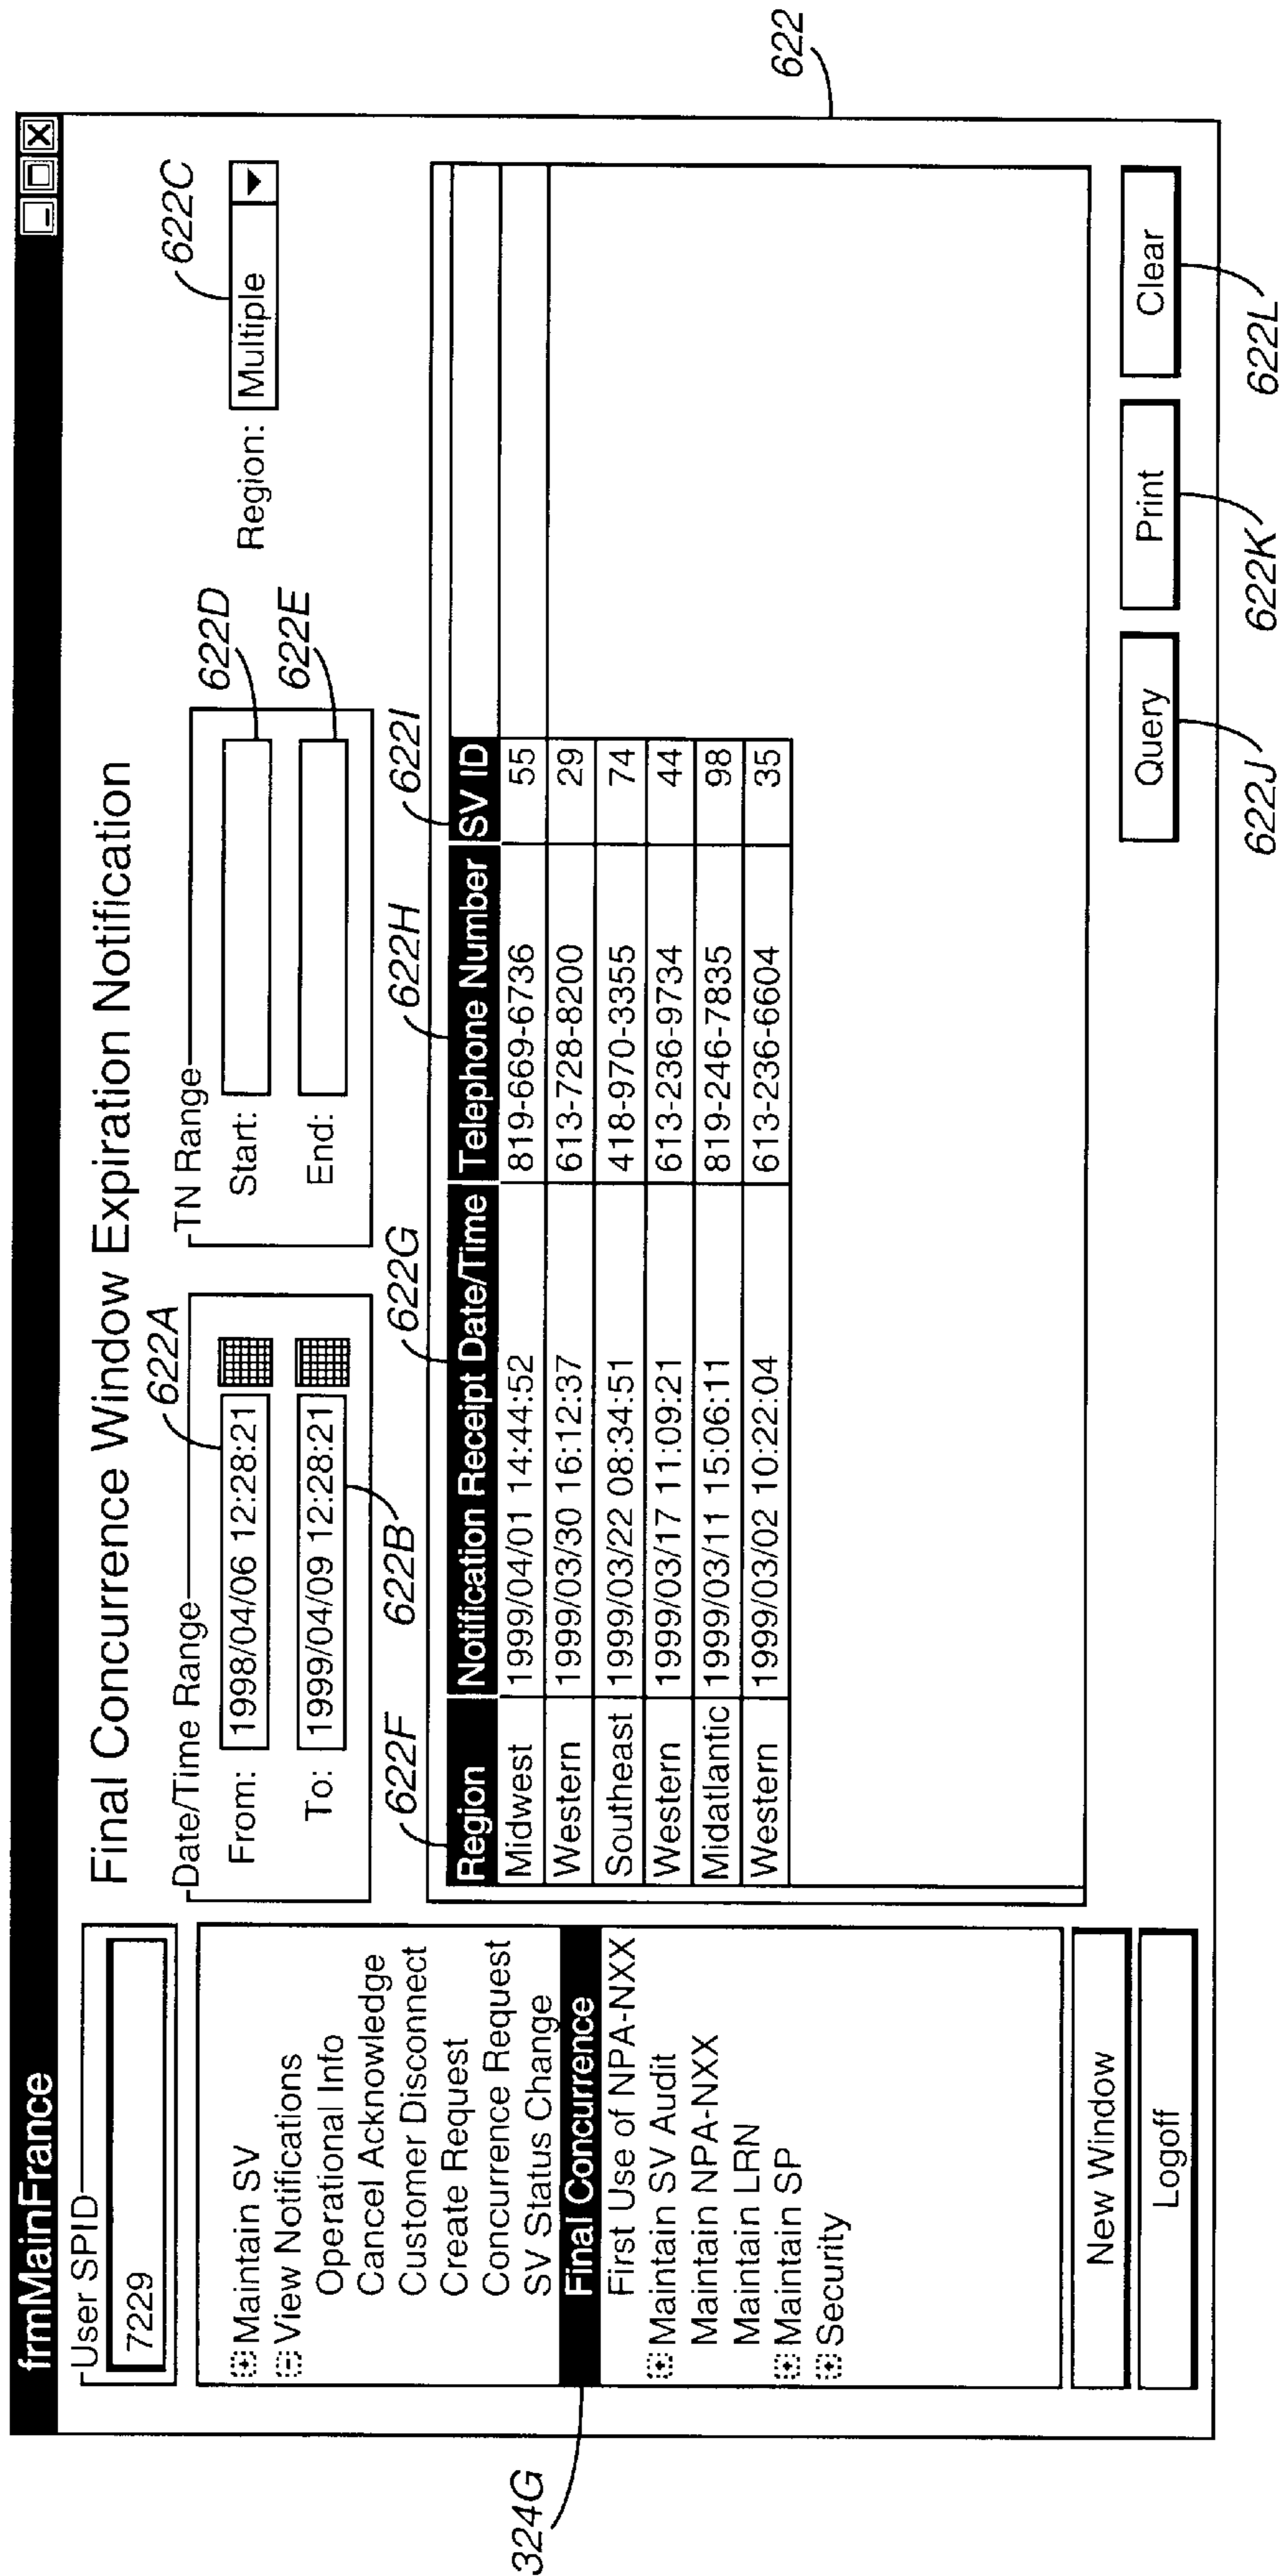 frmMainFrance
User SPID
7229
Maintain SV
View Notifications
Operational Info
Cancel Acknowledge
Customer Disconnect
Create Request
Concurrence Request
SV Status Change
Final Concurrence
First Use of NPA-NXX
Maintain SV Audit
Maintain NPA-NXX
Maintain LRN
Maintain SP
Security
New Window
Logoff
324G
Final Concurrence Window Expiration Notification
Date/Time Range
622A
From: 1998/04/06 12:28:21
To: 1999/04/09 12:28:21
622B
TN Range
Start:
622D
End:
622E
Region: Multiple
622C
622F 622G 622H 622I
Region Notification Receipt Date/Time Telephone Number SV ID
Midwest 1999/04/01 14:44:52 819-669-6736 55
Western 1999/03/30 16:12:37 613-728-8200 29
Southeast 1999/03/22 08:34:51 418-970-3355 74
Western 1999/03/17 11:09:21 613-236-9734 44
Midatlantic 1999/03/11 15:06:11 819-246-7835 98
Western 1999/03/02 10:22:04 613-236-6604 35
622
Query Print Clear
622J 622K 622L